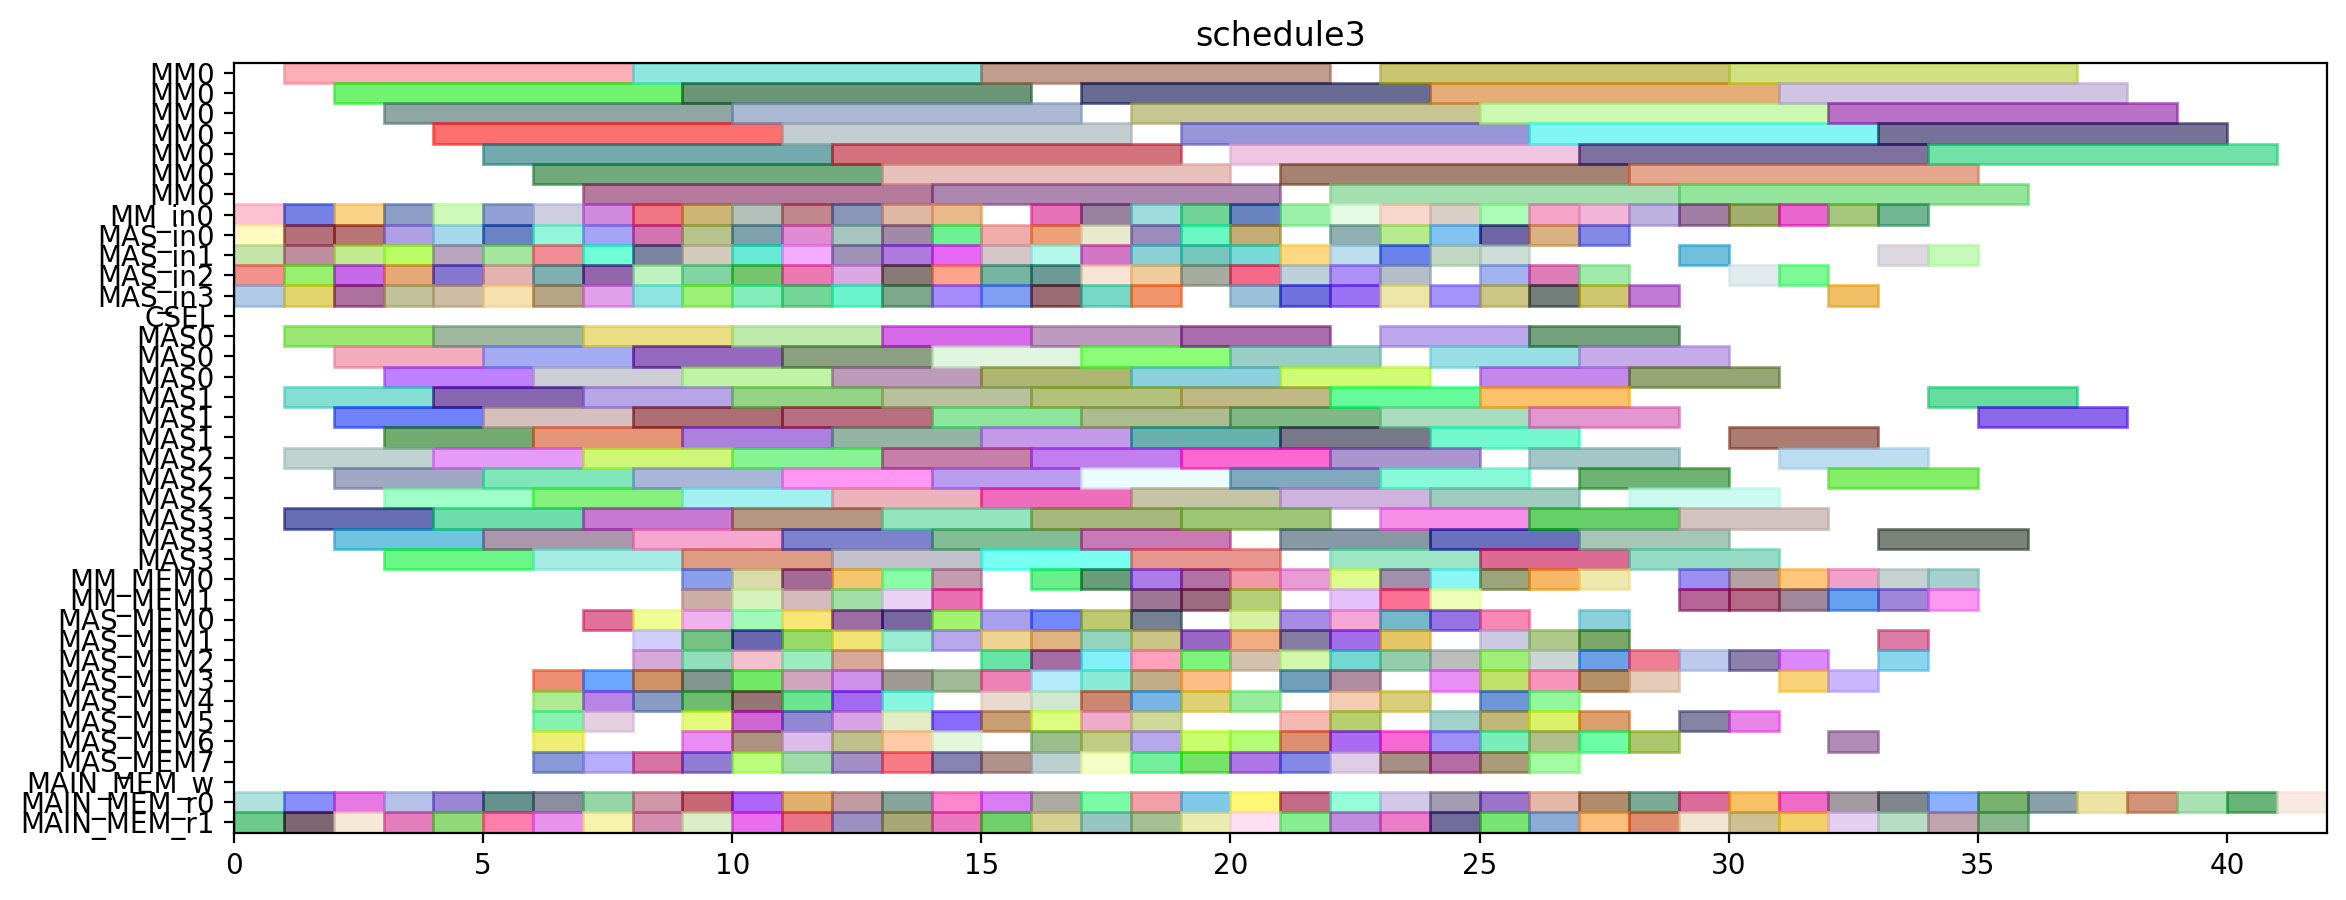 schedule3
MM0
MM0
MM0
MM0
MM0
MM0
MM0
MM_in0
MAS_in0
MAS_in1
MAS_in2
MAS_in3
CSEL
MAS0
MAS0
MAS0
MAS1
MAS1
MAS1
MAS2
MAS2
MAS2
MAS3
MAS3
MAS3
MM_MEM0
MM_MEM1
MAS_MEM0
MAS_MEM1
MAS_MEM2
MAS_MEM3
MAS_MEM4
MAS_MEM5
MAS_MEM6
MAS_MEM7
MAIN_MEM_w
MAIN_MEM_r0
MAIN_MEM_r1
0 5 10 15 20 25 30 35 40